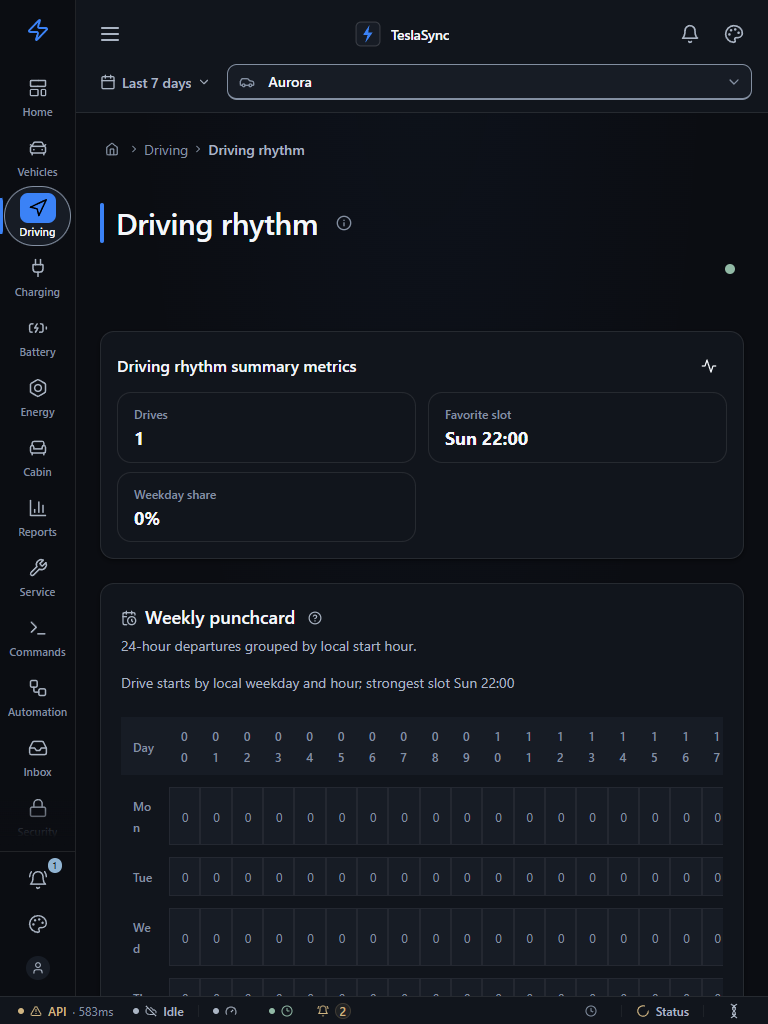 TeslaSync
Last 7 days
Aurora
Home
Vehicles
Driving
Charging
Battery
Energy
Cabin
Reports
Service
Commands
Automation
Inbox
Security
1
Driving
Driving rhythm
Driving rhythm
Driving rhythm summary metrics
Drives
1
Favorite slot
Sun 22:00
Weekday share
0%
Weekly punchcard
24-hour departures grouped by local start hour.
Drive starts by local weekday and hour; strongest slot Sun 22:00
Day 00 01 02 03 04 05 06 07 08 09 10 11 12 13 14 15 16 17
Mon 0 0 0 0 0 0 0 0 0 0 0 0 0 0 0 0 0 0
Tue 0 0 0 0 0 0 0 0 0 0 0 0 0 0 0 0 0 0
Wed 0 0 0 0 0 0 0 0 0 0 0 0 0 0 0 0 0 0
API · 583ms Idle 2 Status